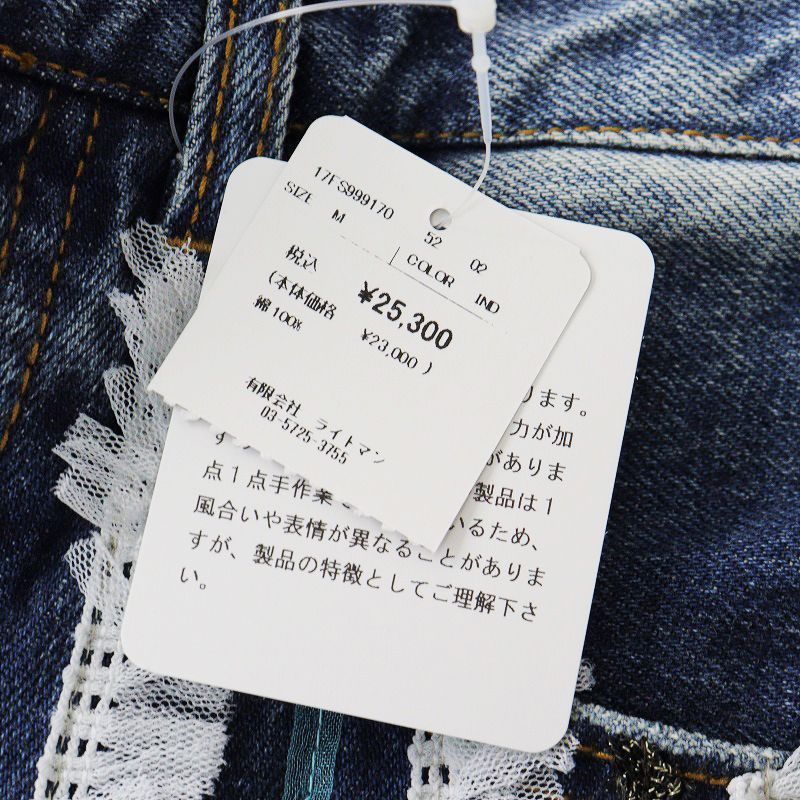 17FS999170 52 02
SIZE M COLOR IND
税込 ¥25,300
(本体価格 ¥23,000)
綿100%
有限会社 ライトマン
03-5725-3755
ります。
力が加
がありま
点1点手作業 製品は1
風合いや表情が いるため、
が異なることがありま
すが、製品の特徴としてご理解下さ
い。